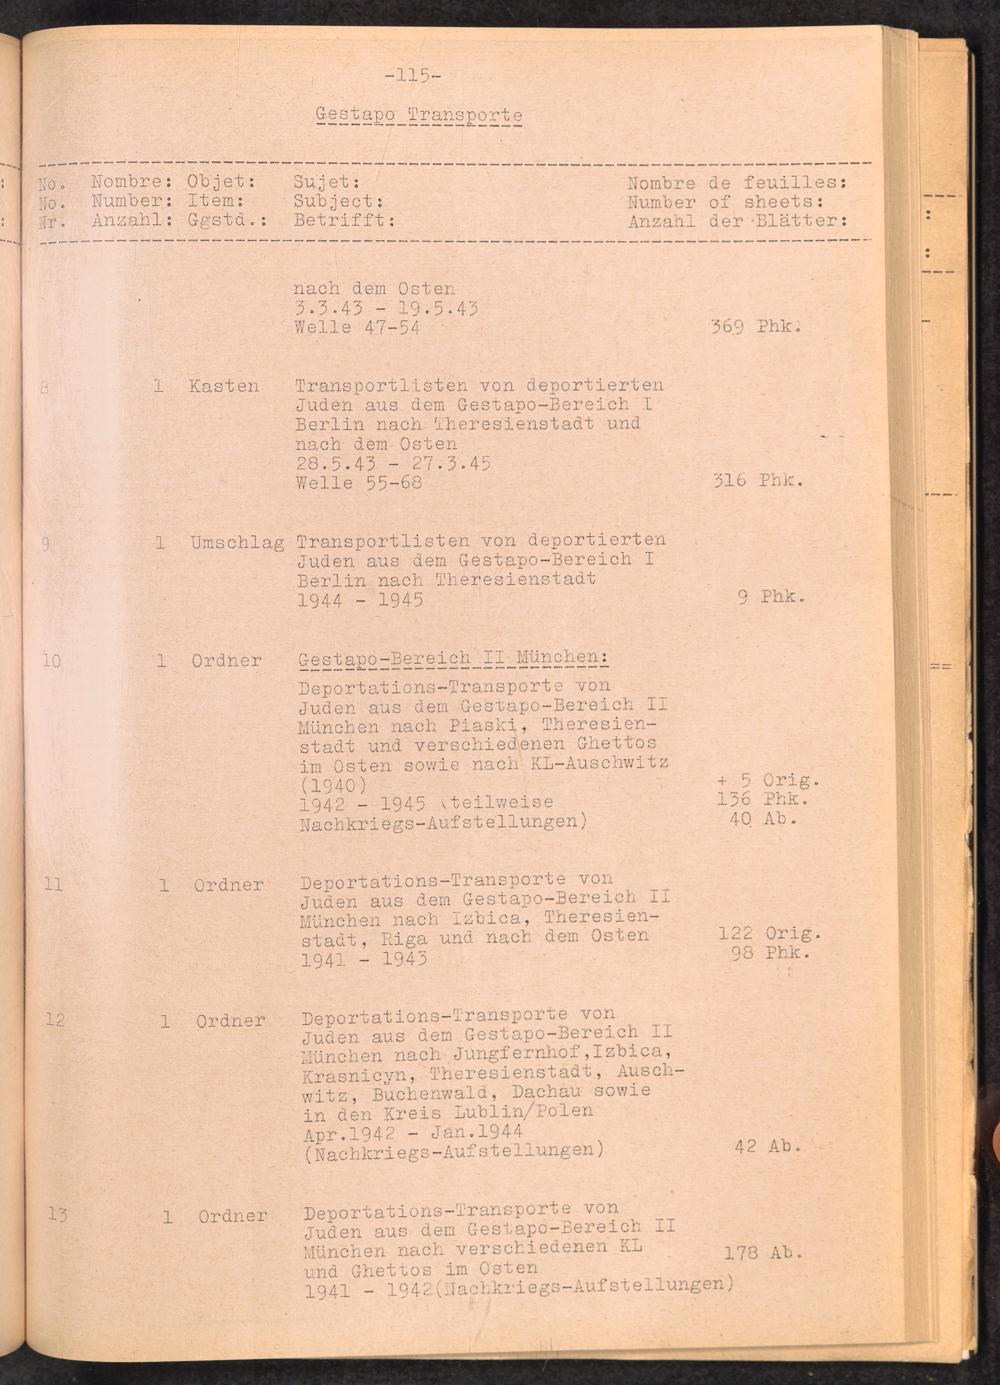 -115-
Gestapo Transporte
No. Nombre: Objet: Sujet: Nombre de feuilles:
No. Number: Item: Subject: Number of sheets:
Nr. Anzahl: Ggstd.: Betrifft: Anzahl der Blätter:
nach dem Osten
3.3.43 - 19.5.43
Welle 47-54 369 Phk.
8 1 Kasten Transportlisten von deportierten
Juden aus dem Gestapo-Bereich I
Berlin nach Theresienstadt und
nach dem Osten
28.5.43 - 27.3.45
Welle 55-68 316 Phk.
9 1 Umschlag Transportlisten von deportierten
Juden aus dem Gestapo-Bereich I
Berlin nach Theresienstadt
1944 - 1945 9 Phk.
10 1 Ordner Gestapo-Bereich II München:
Deportations-Transporte von
Juden aus dem Gestapo-Bereich II
München nach Piaski, Theresien-
stadt und verschiedenen Ghettos
im Osten sowie nach KL-Auschwitz
(1940) + 5 Orig.
1942 - 1945 (teilweise 136 Phk.
Nachkriegs-Aufstellungen) 40 Ab.
11 1 Ordner Deportations-Transporte von
Juden aus dem Gestapo-Bereich II
München nach Izbica, Theresien-
stadt, Riga und nach dem Osten 122 Orig.
1941 - 1943 98 Phk.
12 1 Ordner Deportations-Transporte von
Juden aus dem Gestapo-Bereich II
München nach Jungfernhof,Izbica,
Krasnicyn, Theresienstadt, Ausch-
witz, Buchenwald, Dachau sowie
in den Kreis Lublin/Polen
Apr.1942 - Jan.1944
(Nachkriegs-Aufstellungen) 42 Ab.
13 1 Ordner Deportations-Transporte von
Juden aus dem Gestapo-Bereich II
München nach verschiedenen KL 178 Ab.
und Ghettos im Osten
1941 - 1942(Nachkriegs-Aufstellungen)